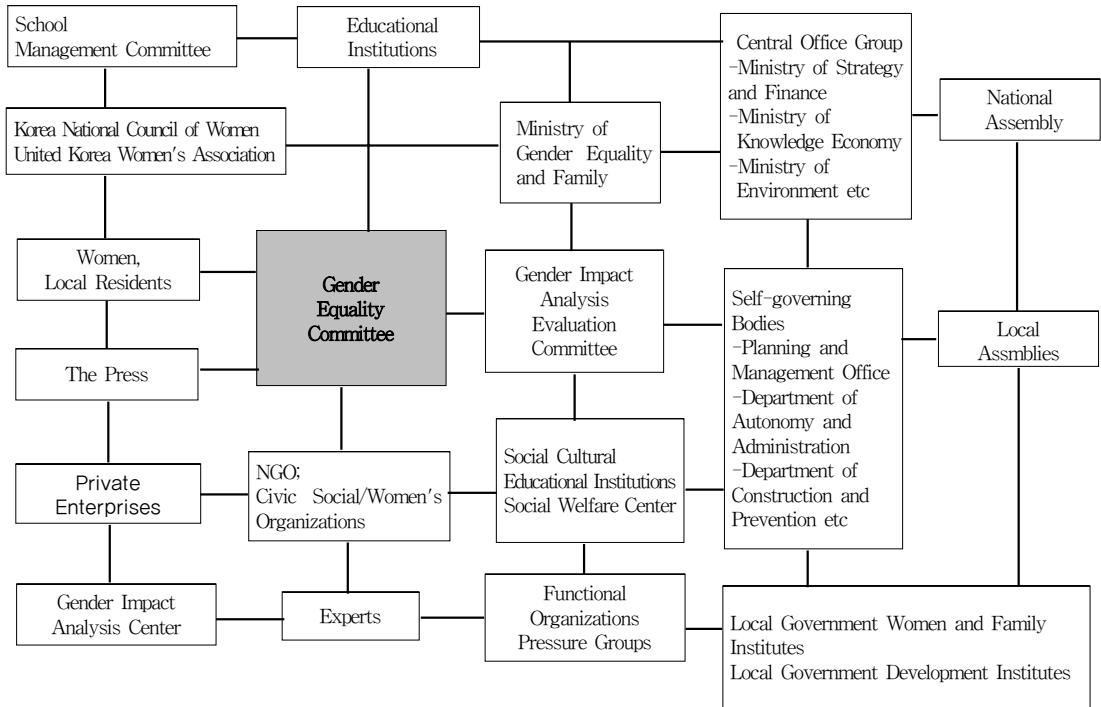 School
Management Committee
Educational
Institutions
Central Office Group
-Ministry of Strategy
and Finance
-Ministry of
Knowledge Economy
-Ministry of
Environment etc
National
Assembly
Korea National Council of Women
United Korea Women's Association
Ministry of
Gender Equality
and Family
Women,
Local Residents
Gender
Equality
Committee
Gender Impact
Analysis
Evaluation
Committee
Self-governing
Bodies
-Planning and
Management Office
-Department of
Autonomy and
Administration
-Department of
Construction and
Prevention etc
Local
Assmblies
The Press
Private
Enterprises
NGO;
Civic Social/Women's
Organizations
Social Cultural
Educational Institutions
Social Welfare Center
Gender Impact
Analysis Center
Experts
Functional
Organizations
Pressure Groups
Local Government Women and Family
Institutes
Local Government Development Institutes